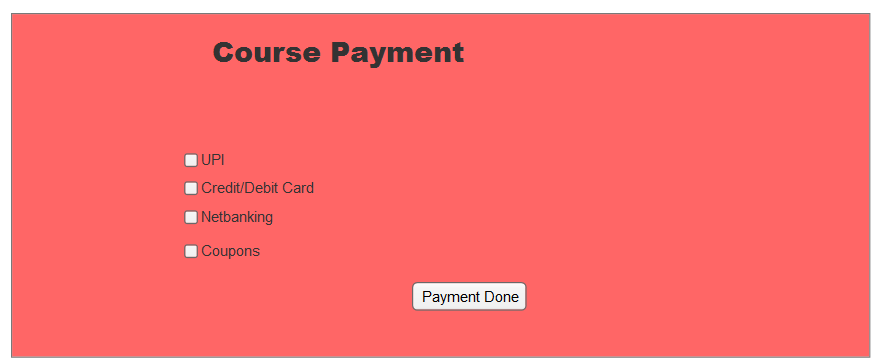 Course Payment
UPI
Credit/Debit Card
Netbanking
Coupons
Payment Done